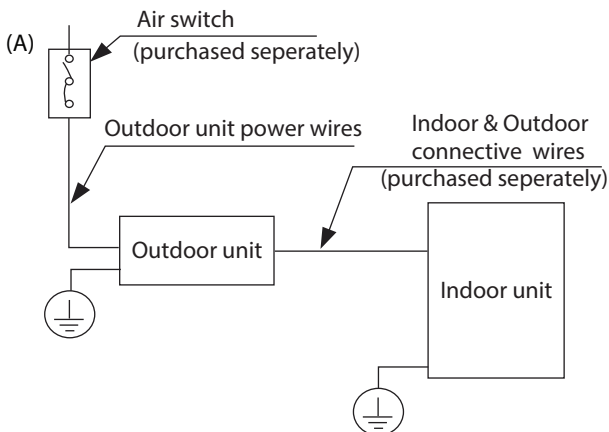 (A)
Air switch
(purchased seperately)
Outdoor unit power wires
Indoor & Outdoor
connective wires
(purchased seperately)
Outdoor unit
Indoor unit